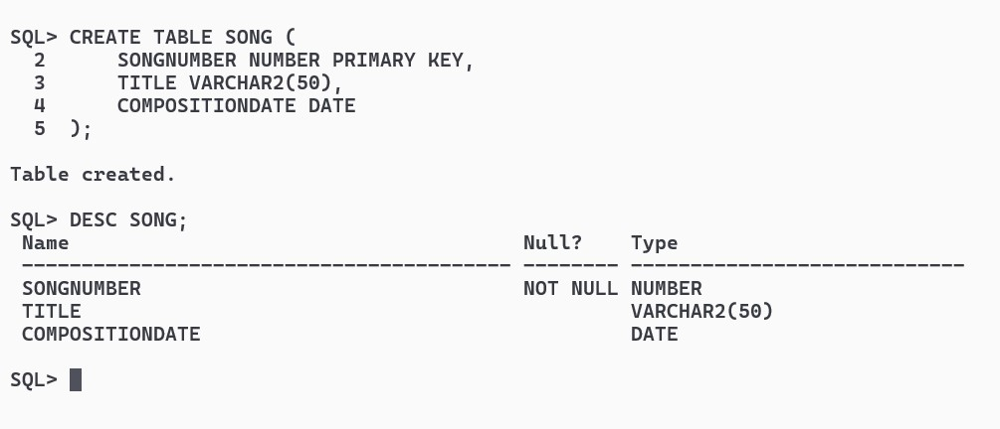 SQL> CREATE TABLE SONG (
  2      SONGNUMBER NUMBER PRIMARY KEY,
  3      TITLE VARCHAR2(50),
  4      COMPOSITIONDATE DATE
  5  );
Table created.
SQL> DESC SONG;
 Name                                      Null?    Type
 ----------------------------------------- -------- ----------------------------
 SONGNUMBER                                NOT NULL NUMBER
 TITLE                                              VARCHAR2(50)
 COMPOSITIONDATE                                    DATE
SQL>